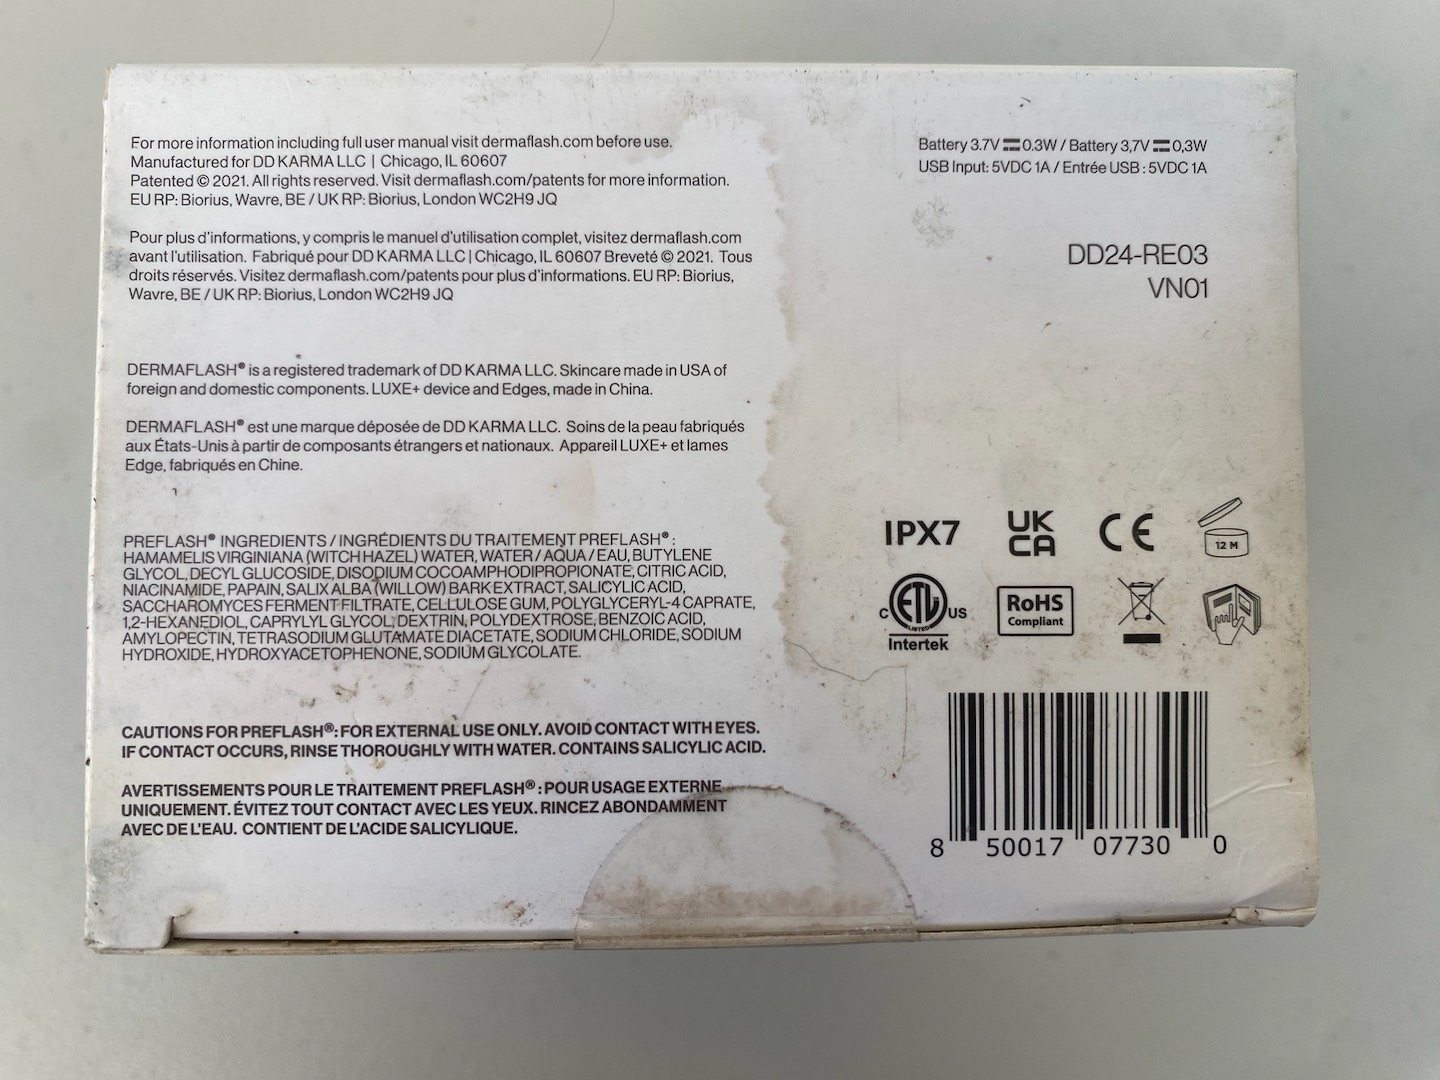 For more information including full user manual visit dermaflash.com before use.
Manufactured for DD KARMA LLC | Chicago, IL 60607
Patented © 2021. All rights reserved. Visit dermaflash.com/patents for more information.
EU RP: Biorius, Wavre, BE / UK RP: Biorius, London WC2H9 JQ
Pour plus d'informations, y compris le manuel d'utilisation complet, visitez dermaflash.com
avant l'utilisation. Fabriqué pour DD KARMA LLC | Chicago, IL 60607 Breveté © 2021. Tous
droits réservés. Visitez dermaflash.com/patents pour plus d'informations. EU RP: Biorius,
Wavre, BE / UK RP: Biorius, London WC2H9 JQ
DERMAFLASH® is a registered trademark of DD KARMA LLC. Skincare made in USA of
foreign and domestic components. LUXE+ device and Edges, made in China.
DERMAFLASH® est une marque déposée de DD KARMA LLC. Soins de la peau fabriqués
aux États-Unis à partir de composants étrangers et nationaux. Appareil LUXE+ et lames
Edge, fabriqués en Chine.
PREFLASH® INGREDIENTS / INGRÉDIENTS DU TRAITEMENT PREFLASH® :
HAMAMELIS VIRGINIANA (WITCH HAZEL) WATER, WATER / AQUA / EAU, BUTYLENE
GLYCOL, DECYL GLUCOSIDE, DISODIUM COCOAMPHODIPROPIONATE, CITRIC ACID,
NIACINAMIDE, PAPAIN, SALIX ALBA (WILLOW) BARK EXTRACT, SALICYLIC ACID,
SACCHAROMYCES FERMENT FILTRATE, CELLULOSE GUM, POLYGLYCERYL-4 CAPRATE,
1,2-HEXANEDIOL, CAPRYLYL GLYCOL, DEXTRIN, POLYDEXTROSE, BENZOIC ACID,
AMYLOPECTIN, TETRASODIUM GLUTAMATE DIACETATE, SODIUM CHLORIDE, SODIUM
HYDROXIDE, HYDROXYACETOPHENONE, SODIUM GLYCOLATE.
CAUTIONS FOR PREFLASH®: FOR EXTERNAL USE ONLY. AVOID CONTACT WITH EYES.
IF CONTACT OCCURS, RINSE THOROUGHLY WITH WATER. CONTAINS SALICYLIC ACID.
AVERTISSEMENTS POUR LE TRAITEMENT PREFLASH® : POUR USAGE EXTERNE
UNIQUEMENT. ÉVITEZ TOUT CONTACT AVEC LES YEUX. RINCEZ ABONDAMMENT
AVEC DE L'EAU. CONTIENT DE L'ACIDE SALICYLIQUE.
Battery 3.7V ⎓ 0.3W / Battery 3,7V ⎓ 0,3W
USB Input: 5VDC 1A / Entrée USB : 5VDC 1A
DD24-RE03
VN01
IPX7
UK
CA
CE
12 M
C ETL US
LISTED
Intertek
RoHS
Compliant
8 50017 07730 0